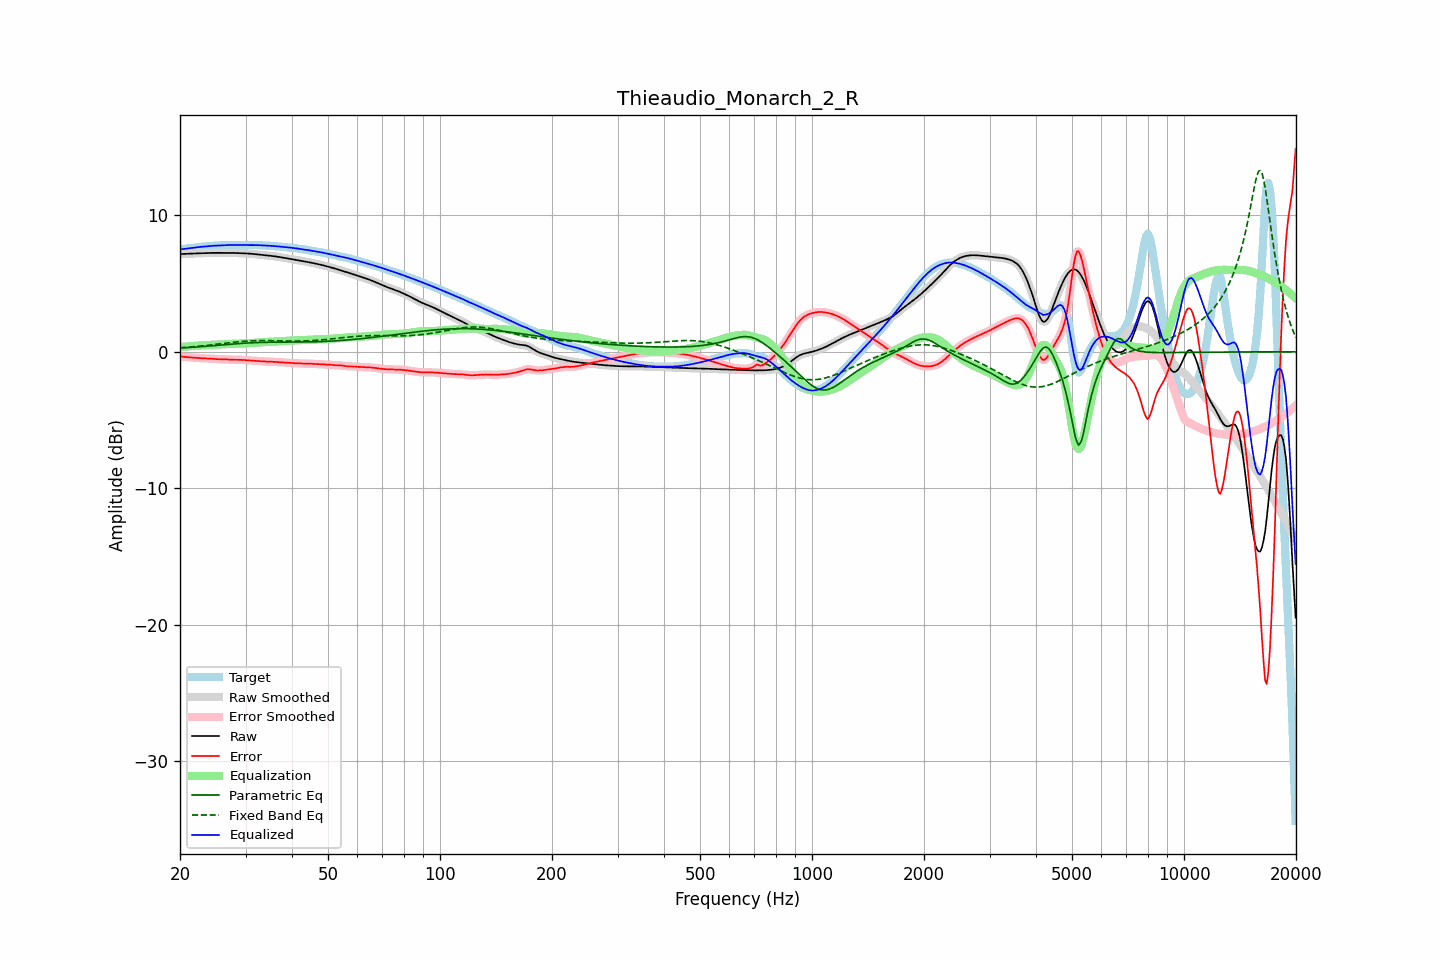 Thieaudio_Monarch_2_R
Amplitude (dBr)
10
0
−10
−20
−30
Target
Raw Smoothed
Error Smoothed
Raw
Error
Equalization
Parametric Eq
Fixed Band Eq
Equalized
20 50 100 200 500 1000 2000 5000 10000 20000
Frequency (Hz)